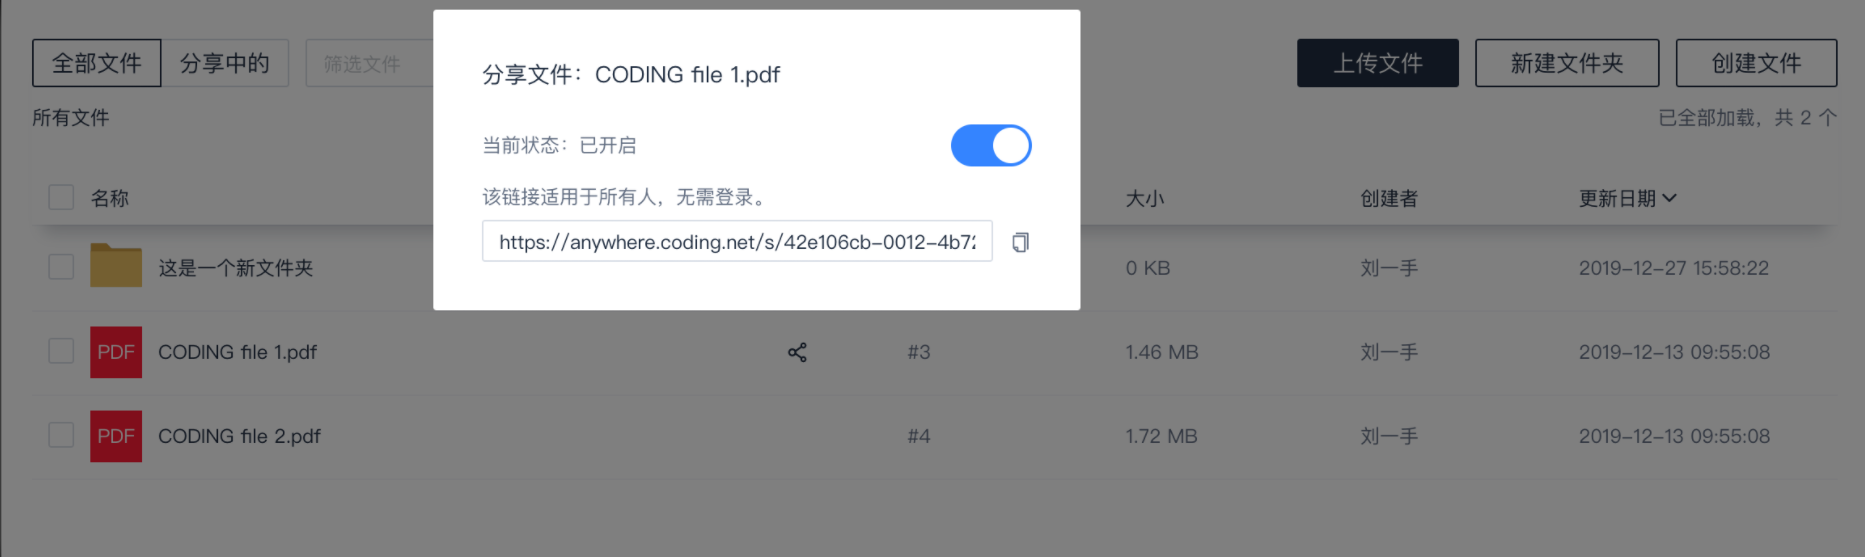 全部文件
分享中的
筛选文件
上传文件
新建文件夹
创建文件
所有文件
已全部加载，共 2 个
分享文件：CODING file 1.pdf
当前状态：已开启
该链接适用于所有人，无需登录。
https://anywhere.coding.net/s/42e106cb-0012-4b72
名称
大小
创建者
更新日期
这是一个新文件夹
0 KB
刘一手
2019-12-27 15:58:22
PDF
CODING file 1.pdf
#3
1.46 MB
刘一手
2019-12-13 09:55:08
PDF
CODING file 2.pdf
#4
1.72 MB
刘一手
2019-12-13 09:55:08